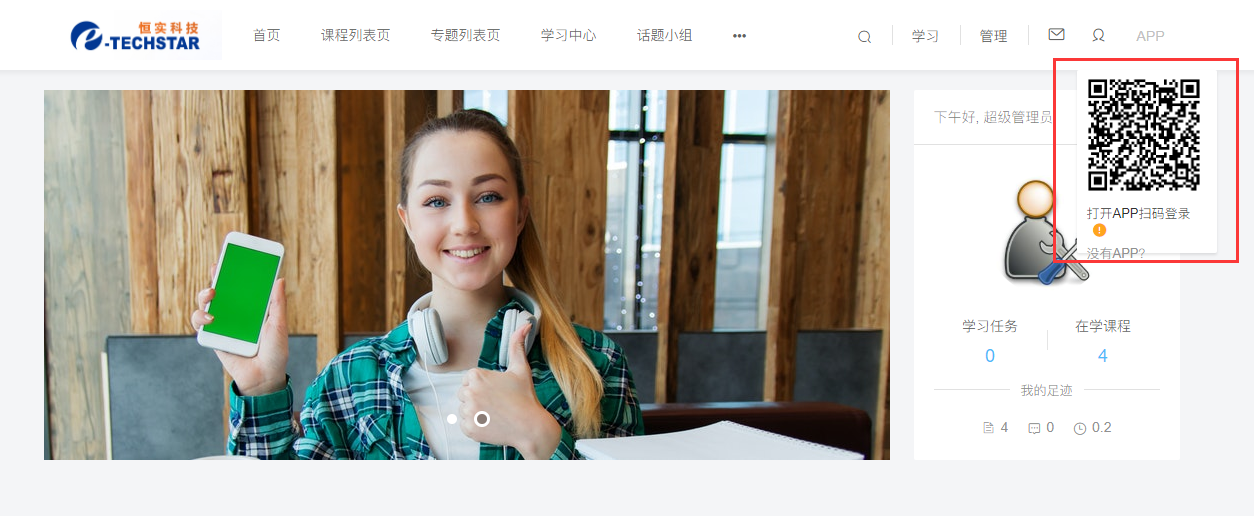 恒实科技
e-TECHSTAR
首页 课程列表页 专题列表页 学习中心 话题小组 •••
学习 管理 APP
下午好, 超级管理员
打开APP扫码登录
没有APP?
学习任务 在学课程
0 4
我的足迹
4 0 0.2